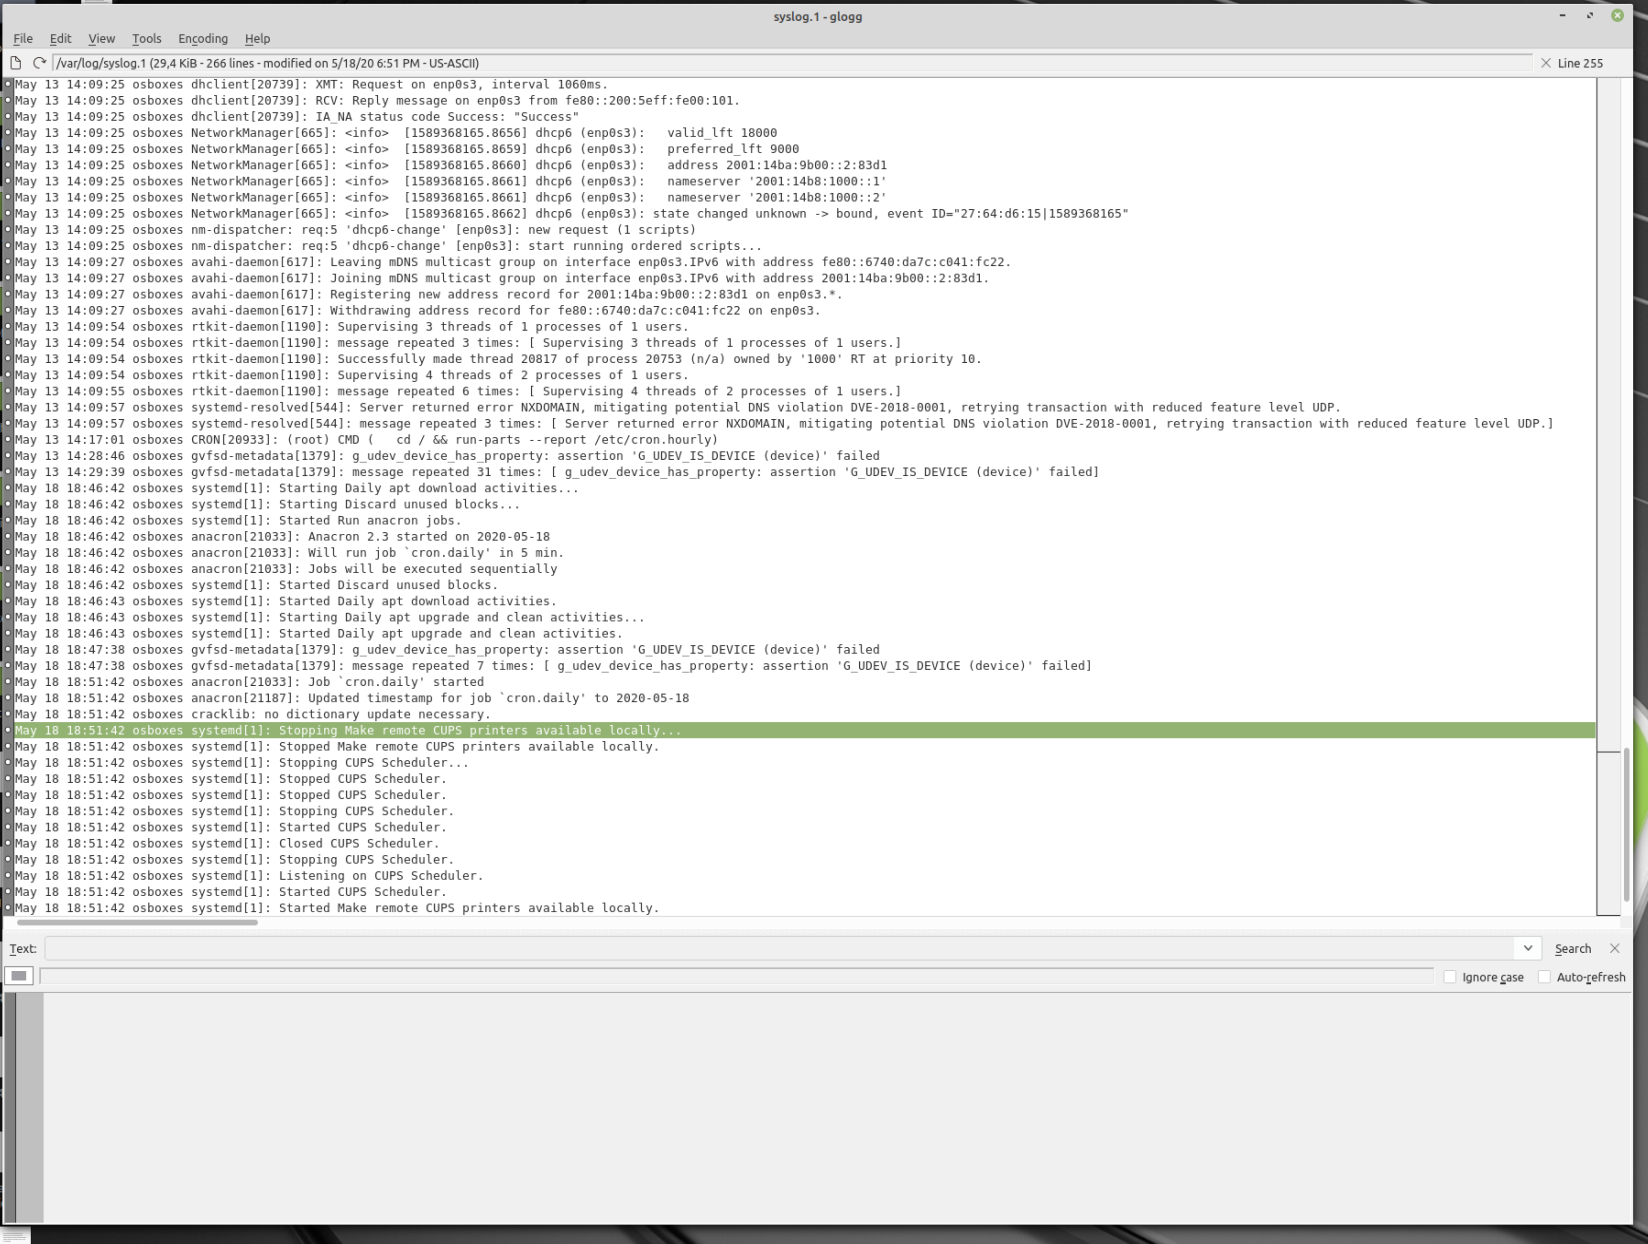 syslog.1 - glogg
File Edit View Tools Encoding Help
/var/log/syslog.1 (29,4 KiB - 266 lines - modified on 5/18/20 6:51 PM - US-ASCII) Line 255
May 13 14:09:25 osboxes dhclient[20739]: XMT: Request on enp0s3, interval 1060ms.
May 13 14:09:25 osboxes dhclient[20739]: RCV: Reply message on enp0s3 from fe80::200:5eff:fe00:101.
May 13 14:09:25 osboxes dhclient[20739]: IA_NA status code Success: "Success"
May 13 14:09:25 osboxes NetworkManager[665]: <info>  [1589368165.8656] dhcp6 (enp0s3):   valid_lft 18000
May 13 14:09:25 osboxes NetworkManager[665]: <info>  [1589368165.8659] dhcp6 (enp0s3):   preferred_lft 9000
May 13 14:09:25 osboxes NetworkManager[665]: <info>  [1589368165.8660] dhcp6 (enp0s3):   address 2001:14ba:9b00::2:83d1
May 13 14:09:25 osboxes NetworkManager[665]: <info>  [1589368165.8661] dhcp6 (enp0s3):   nameserver '2001:14b8:1000::1'
May 13 14:09:25 osboxes NetworkManager[665]: <info>  [1589368165.8661] dhcp6 (enp0s3):   nameserver '2001:14b8:1000::2'
May 13 14:09:25 osboxes NetworkManager[665]: <info>  [1589368165.8662] dhcp6 (enp0s3): state changed unknown -> bound, event ID="27:64:d6:15|1589368165"
May 13 14:09:25 osboxes nm-dispatcher: req:5 'dhcp6-change' [enp0s3]: new request (1 scripts)
May 13 14:09:25 osboxes nm-dispatcher: req:5 'dhcp6-change' [enp0s3]: start running ordered scripts...
May 13 14:09:27 osboxes avahi-daemon[617]: Leaving mDNS multicast group on interface enp0s3.IPv6 with address fe80::6740:da7c:c041:fc22.
May 13 14:09:27 osboxes avahi-daemon[617]: Joining mDNS multicast group on interface enp0s3.IPv6 with address 2001:14ba:9b00::2:83d1.
May 13 14:09:27 osboxes avahi-daemon[617]: Registering new address record for 2001:14ba:9b00::2:83d1 on enp0s3.*.
May 13 14:09:27 osboxes avahi-daemon[617]: Withdrawing address record for fe80::6740:da7c:c041:fc22 on enp0s3.
May 13 14:09:54 osboxes rtkit-daemon[1190]: Supervising 3 threads of 1 processes of 1 users.
May 13 14:09:54 osboxes rtkit-daemon[1190]: message repeated 3 times: [ Supervising 3 threads of 1 processes of 1 users.]
May 13 14:09:54 osboxes rtkit-daemon[1190]: Successfully made thread 20817 of process 20753 (n/a) owned by '1000' RT at priority 10.
May 13 14:09:54 osboxes rtkit-daemon[1190]: Supervising 4 threads of 2 processes of 1 users.
May 13 14:09:55 osboxes rtkit-daemon[1190]: message repeated 6 times: [ Supervising 4 threads of 2 processes of 1 users.]
May 13 14:09:57 osboxes systemd-resolved[544]: Server returned error NXDOMAIN, mitigating potential DNS violation DVE-2018-0001, retrying transaction with reduced feature level UDP.
May 13 14:09:57 osboxes systemd-resolved[544]: message repeated 3 times: [ Server returned error NXDOMAIN, mitigating potential DNS violation DVE-2018-0001, retrying transaction with reduced feature level UDP.]
May 13 14:17:01 osboxes CRON[20933]: (root) CMD (   cd / && run-parts --report /etc/cron.hourly)
May 13 14:28:46 osboxes gvfsd-metadata[1379]: g_udev_device_has_property: assertion 'G_UDEV_IS_DEVICE (device)' failed
May 13 14:29:39 osboxes gvfsd-metadata[1379]: message repeated 31 times: [ g_udev_device_has_property: assertion 'G_UDEV_IS_DEVICE (device)' failed]
May 18 18:46:42 osboxes systemd[1]: Starting Daily apt download activities...
May 18 18:46:42 osboxes systemd[1]: Starting Discard unused blocks...
May 18 18:46:42 osboxes systemd[1]: Started Run anacron jobs.
May 18 18:46:42 osboxes anacron[21033]: Anacron 2.3 started on 2020-05-18
May 18 18:46:42 osboxes anacron[21033]: Will run job `cron.daily' in 5 min.
May 18 18:46:42 osboxes anacron[21033]: Jobs will be executed sequentially
May 18 18:46:42 osboxes systemd[1]: Started Discard unused blocks.
May 18 18:46:43 osboxes systemd[1]: Started Daily apt download activities.
May 18 18:46:43 osboxes systemd[1]: Starting Daily apt upgrade and clean activities...
May 18 18:46:43 osboxes systemd[1]: Started Daily apt upgrade and clean activities.
May 18 18:47:38 osboxes gvfsd-metadata[1379]: g_udev_device_has_property: assertion 'G_UDEV_IS_DEVICE (device)' failed
May 18 18:47:38 osboxes gvfsd-metadata[1379]: message repeated 7 times: [ g_udev_device_has_property: assertion 'G_UDEV_IS_DEVICE (device)' failed]
May 18 18:51:42 osboxes anacron[21033]: Job `cron.daily' started
May 18 18:51:42 osboxes anacron[21187]: Updated timestamp for job `cron.daily' to 2020-05-18
May 18 18:51:42 osboxes cracklib: no dictionary update necessary.
May 18 18:51:42 osboxes systemd[1]: Stopping Make remote CUPS printers available locally...
May 18 18:51:42 osboxes systemd[1]: Stopped Make remote CUPS printers available locally.
May 18 18:51:42 osboxes systemd[1]: Stopping CUPS Scheduler...
May 18 18:51:42 osboxes systemd[1]: Stopped CUPS Scheduler.
May 18 18:51:42 osboxes systemd[1]: Stopped CUPS Scheduler.
May 18 18:51:42 osboxes systemd[1]: Stopping CUPS Scheduler.
May 18 18:51:42 osboxes systemd[1]: Started CUPS Scheduler.
May 18 18:51:42 osboxes systemd[1]: Closed CUPS Scheduler.
May 18 18:51:42 osboxes systemd[1]: Stopping CUPS Scheduler.
May 18 18:51:42 osboxes systemd[1]: Listening on CUPS Scheduler.
May 18 18:51:42 osboxes systemd[1]: Started CUPS Scheduler.
May 18 18:51:42 osboxes systemd[1]: Started Make remote CUPS printers available locally.
Text: Search
Ignore case Auto-refresh